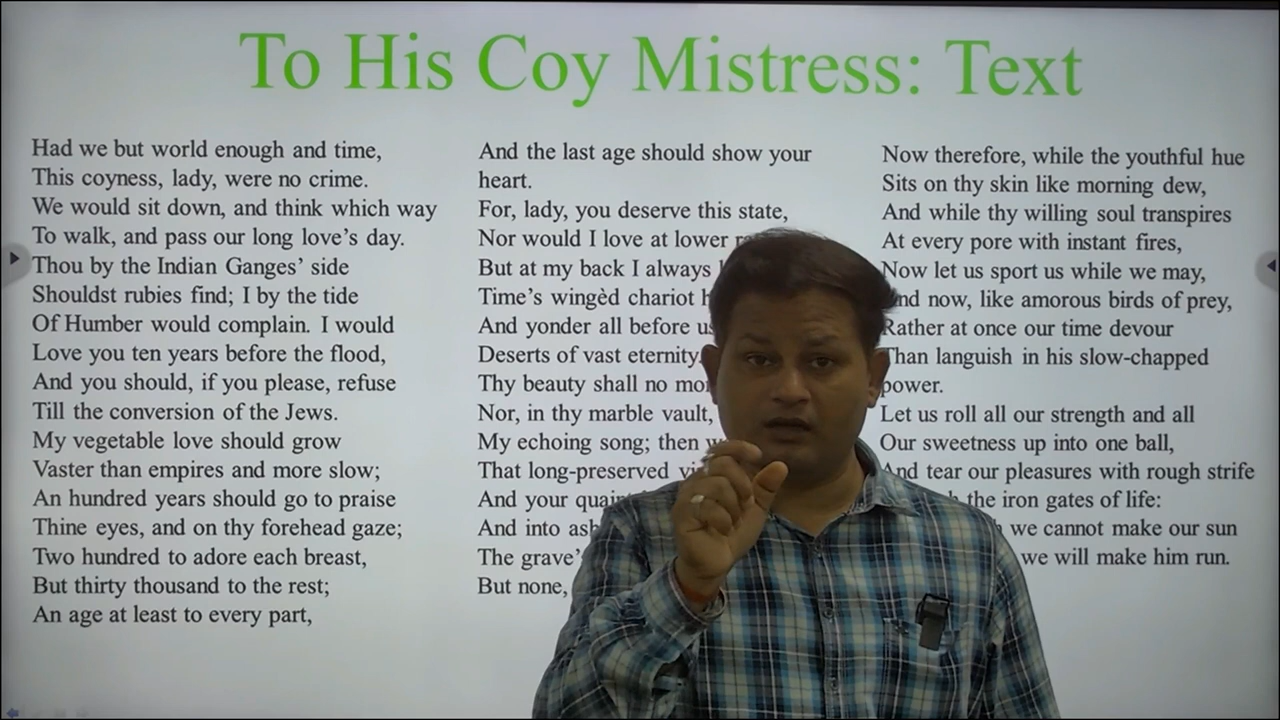 To His Coy Mistress: Text
Had we but world enough and time,
This coyness, lady, were no crime.
We would sit down, and think which way
To walk, and pass our long love's day.
Thou by the Indian Ganges' side
Shouldst rubies find; I by the tide
Of Humber would complain. I would
Love you ten years before the flood,
And you should, if you please, refuse
Till the conversion of the Jews.
My vegetable love should grow
Vaster than empires and more slow;
An hundred years should go to praise
Thine eyes, and on thy forehead gaze;
Two hundred to adore each breast,
But thirty thousand to the rest;
An age at least to every part,
And the last age should show your
heart.
For, lady, you deserve this state,
Nor would I love at lower
But at my back I always
Time's wingèd chariot
And yonder all before us
Deserts of vast eternity.
Thy beauty shall no
Nor, in thy marble vault,
My echoing song; then
That long-preserved
And your
And into
The grave's
But none,
Now therefore, while the youthful hue
Sits on thy skin like morning dew,
And while thy willing soul transpires
At every pore with instant fires,
Now let us sport us while we may,
And now, like amorous birds of prey,
Rather at once our time devour
Than languish in his slow-chapped
power.
Let us roll all our strength and all
Our sweetness up into one ball,
And tear our pleasures with rough strife
the iron gates of life:
we cannot make our sun
we will make him run.